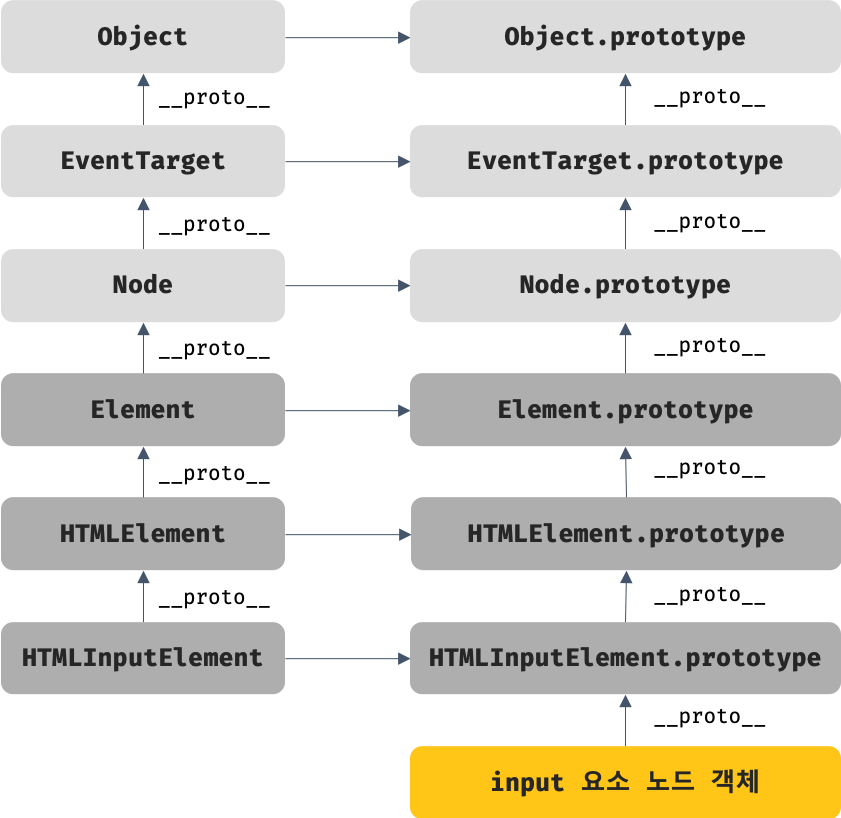 Object Object.prototype
__proto__ __proto__
EventTarget EventTarget.prototype
__proto__ __proto__
Node Node.prototype
__proto__ __proto__
Element Element.prototype
__proto__ __proto__
HTMLElement HTMLElement.prototype
__proto__ __proto__
HTMLInputElement HTMLInputElement.prototype
__proto__
input 요소 노드 객체